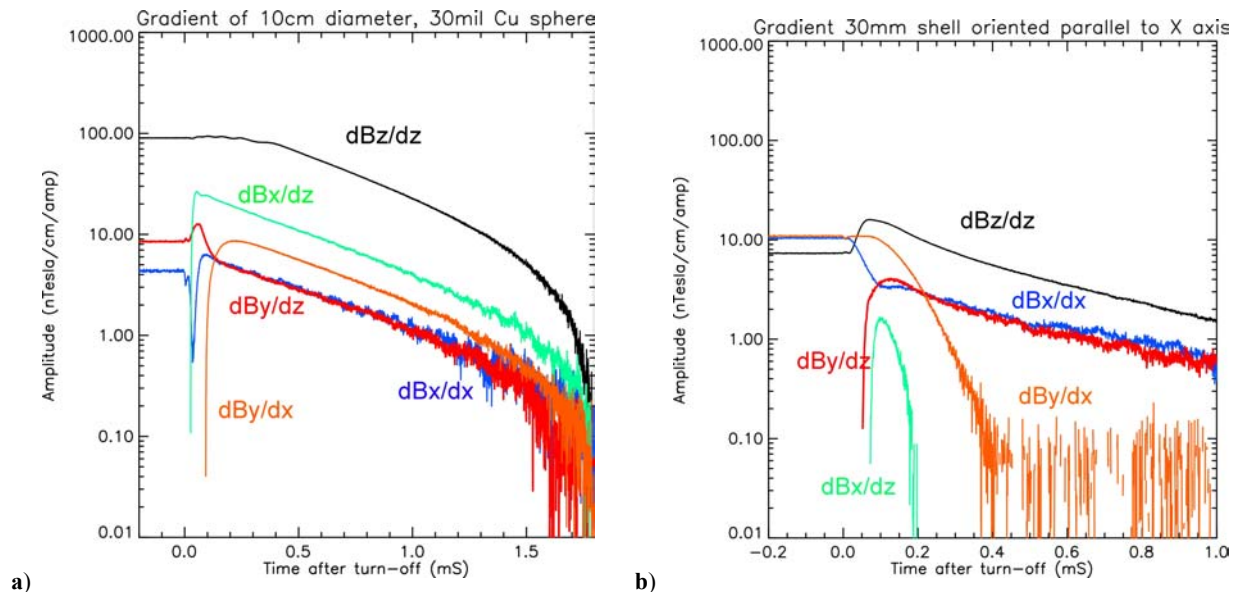 Gradient of 10cm diameter, 30mil Cu sphere
1000.00
100.00
10.00
1.00
0.10
0.01
Amplitude (nTesla/cm/amp)
dBz/dz
dBx/dz
dBy/dz
dBx/dx
dBy/dx
0.0 0.5 1.0 1.5
Time after turn-off (mS)
a)
Gradient 30mm shell oriented parallel to X axis
1000.00
100.00
10.00
1.00
0.10
0.01
Amplitude (nTesla/cm/amp)
dBz/dz
dBx/dx
dBy/dz
dBy/dx
dBx/dz
−0.2 0.0 0.2 0.4 0.6 0.8 1.0
Time after turn-off (mS)
b)